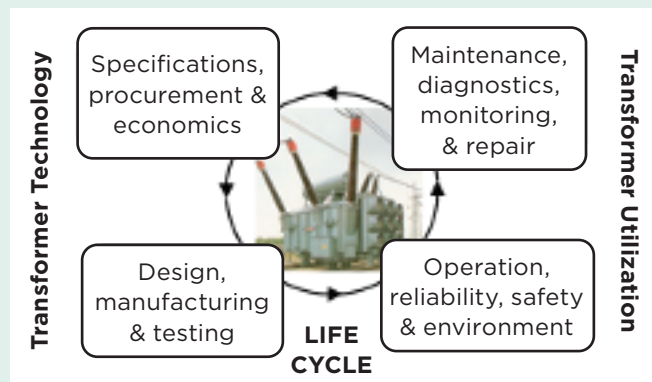 Transformer Technology
Specifications,
procurement &
economics
Maintenance,
diagnostics,
monitoring,
& repair
Design,
manufacturing
& testing
Operation,
reliability, safety
& environment
LIFE
CYCLE
Transformer Utilization